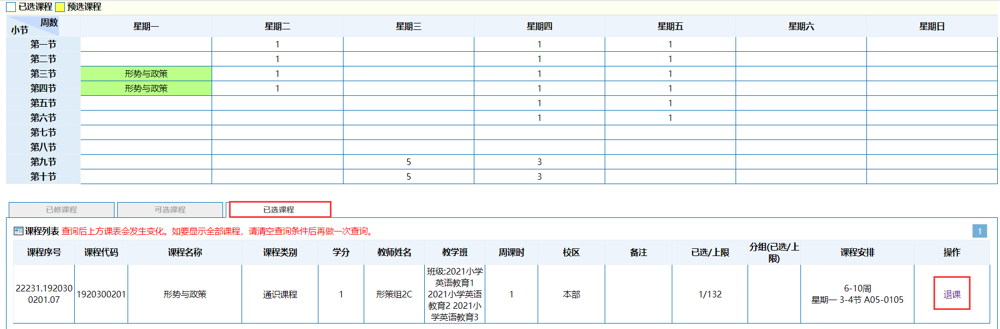 已选课程 预选课程
周数 小节 星期一 星期二 星期三 星期四 星期五 星期六 星期日
第一节 1 1 1
第二节 1 1 1
第三节 形势与政策 1 1 1
第四节 形势与政策 1 1 1
第五节 1 1
第六节 1 1
第七节
第八节
第九节 5 3
第十节 5 3
已修课程 可选课程 已选课程
课程列表 查询后上方课表会发生变化。如要显示全部课程，请清空查询条件后再做一次查询。 1
课程序号 课程代码 课程名称 课程类别 学分 教师姓名 教学班 周课时 校区 备注 已选/上限 分组(已选/上
限) 课程安排 操作
22231.192030
0201.07
1920300201
形势与政策
通识课程
1
形策组2C
班级:2021小学
英语教育1
2021小学英语
教育2 2021小
学英语教育3
1
本部
1/132
6-10周
星期一 3-4节 A05-0105
退课